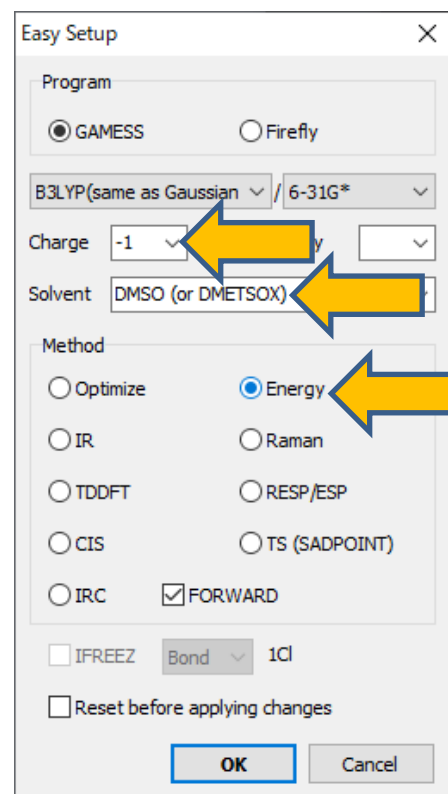 Easy Setup
Program
GAMESS Firefly
B3LYP(same as Gaussian / 6-31G*
Charge -1
Solvent DMSO (or DMETSOX)
Method
Optimize Energy
IR Raman
TDDFT RESP/ESP
CIS TS (SADPOINT)
IRC FORWARD
IFREEZ Bond 1Cl
Reset before applying changes
OK Cancel